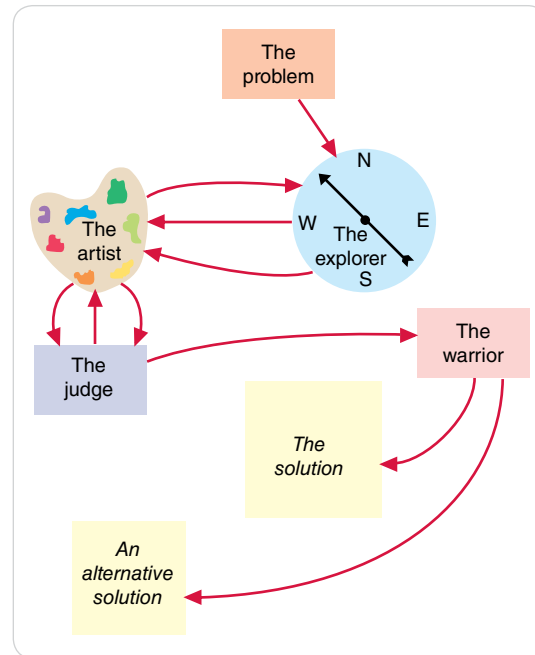 The
problem
N
W
E
The
explorer
S
The
artist
The
judge
The
warrior
The
solution
An
alternative
solution